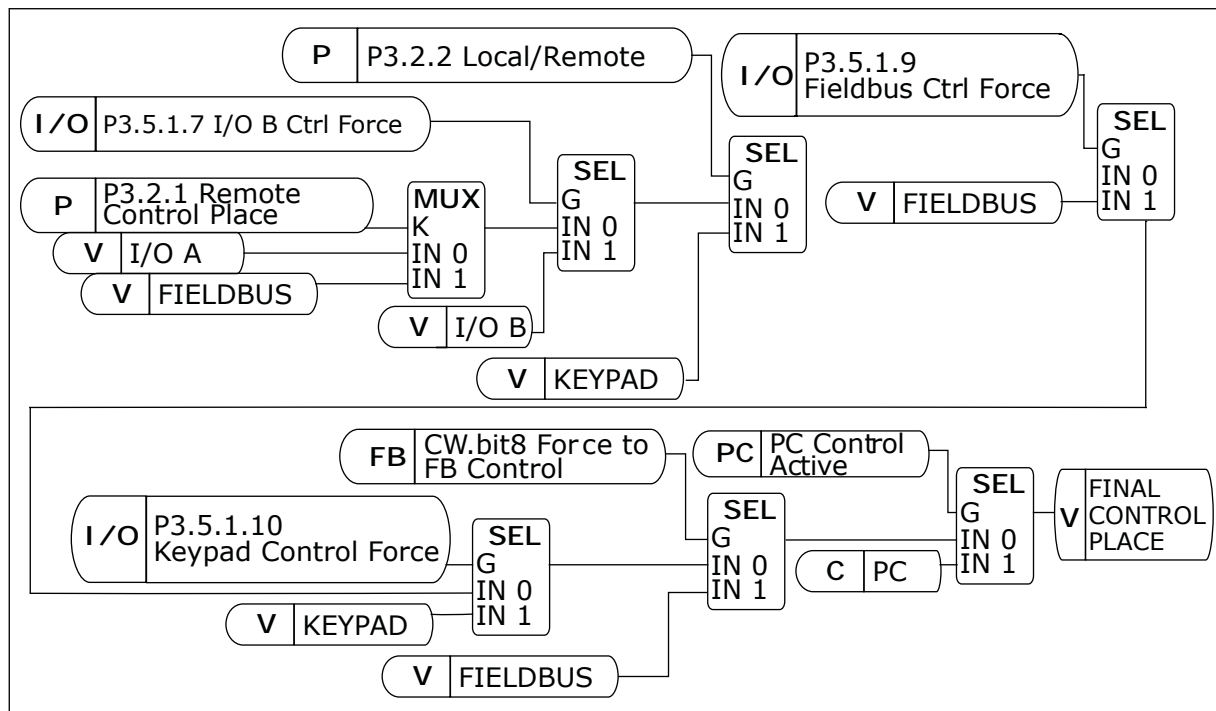 P P3.2.2 Local/Remote
I/O P3.5.1.9
Fieldbus Ctrl Force
I/O P3.5.1.7 I/O B Ctrl Force
SEL
G
IN 0
IN 1
SEL
G
IN 0
IN 1
SEL
G
IN 0
IN 1
P P3.2.1 Remote
Control Place
MUX
K
IN 0
IN 1
V FIELDBUS
V I/O A
V FIELDBUS
V I/O B
V KEYPAD
FB CW.bit8 Force to
FB Control
PC PC Control
Active
I/O P3.5.1.10
Keypad Control Force
SEL
G
IN 0
IN 1
SEL
G
IN 0
IN 1
SEL
G
IN 0
IN 1
V FINAL
CONTROL
PLACE
C PC
V KEYPAD
V FIELDBUS